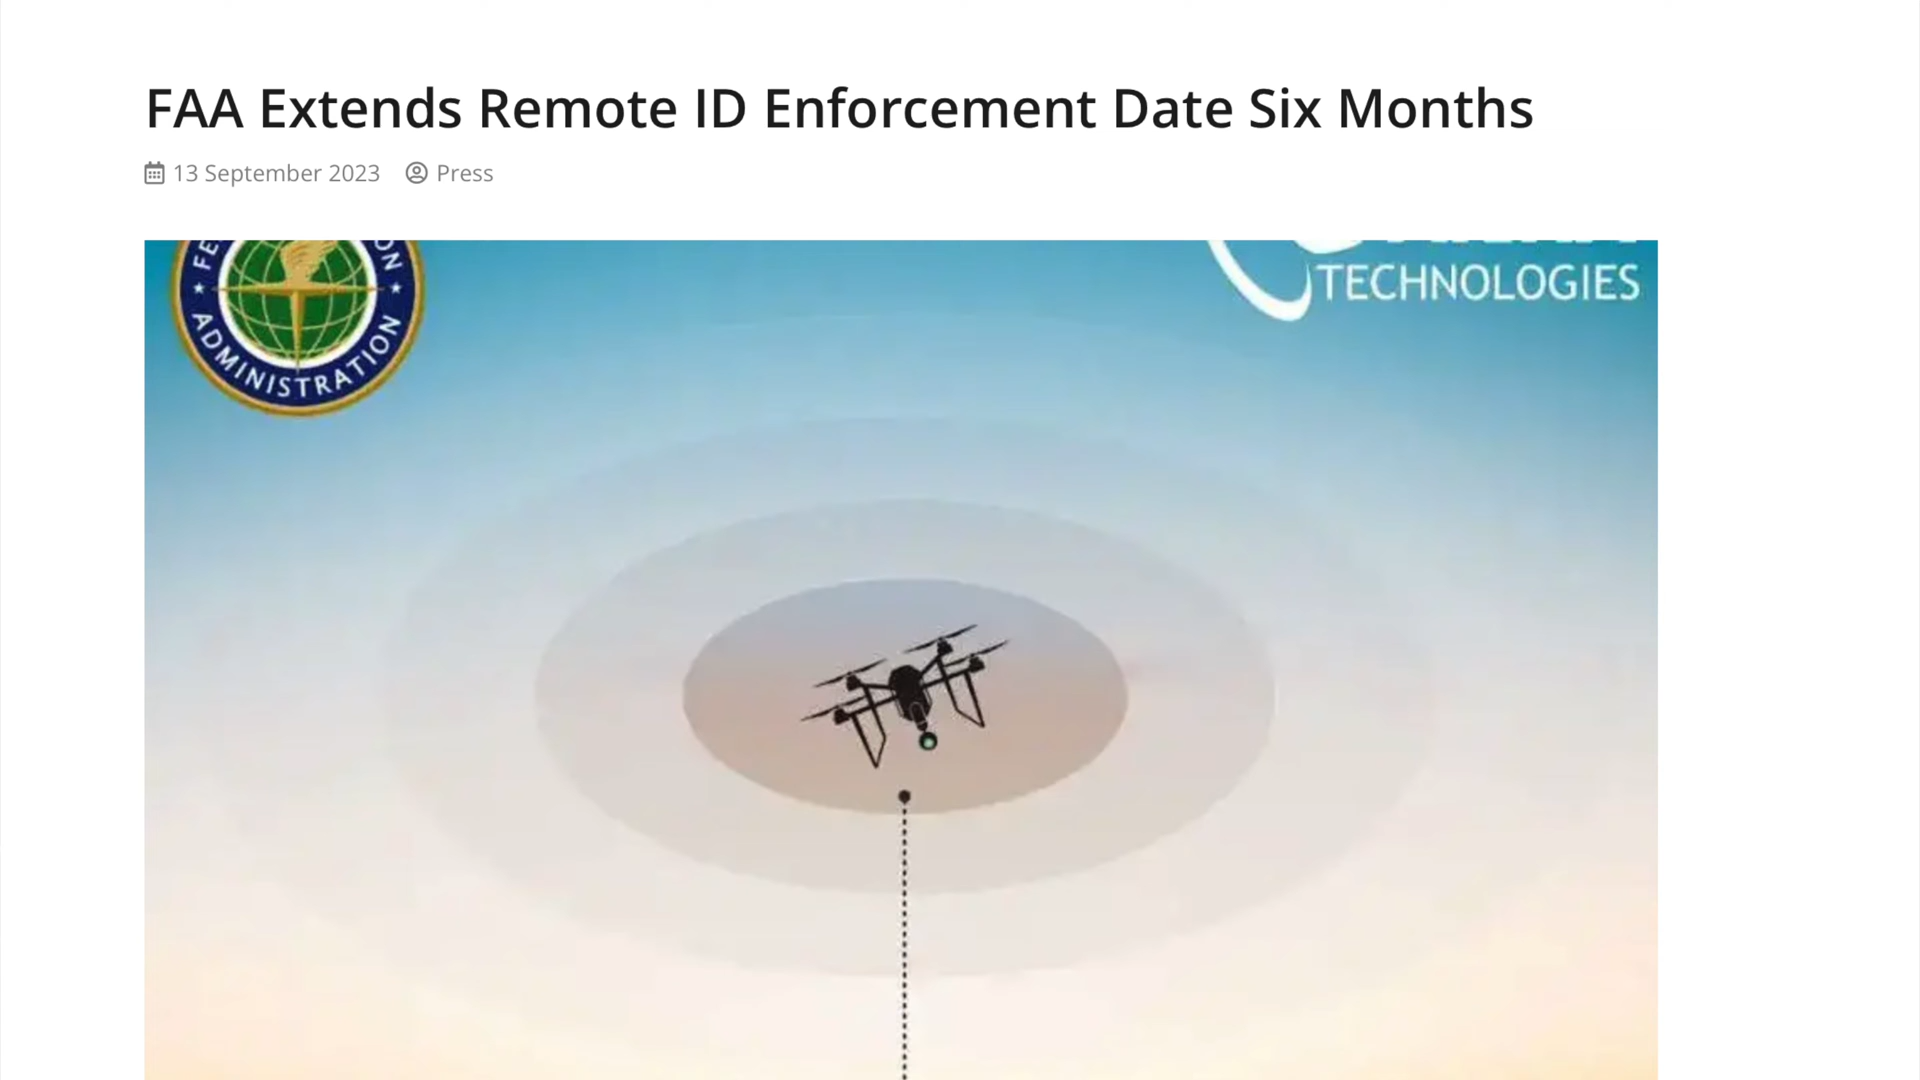 FAA Extends Remote ID Enforcement Date Six Months
13 September 2023 Press
ADMINISTRATION
TECHNOLOGIES